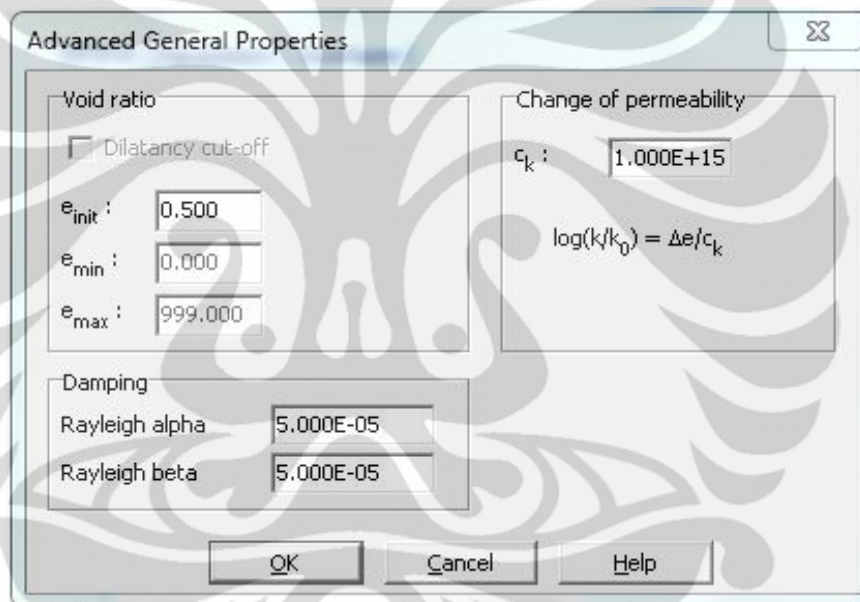 Advanced General Properties
Void ratio
Dilatancy cut-off
e_init : 0.500
e_min : 0.000
e_max : 999.000
Change of permeability
c_k : 1.000E+15
log(k/k_0) = Δe/c_k
Damping
Rayleigh alpha 5.000E-05
Rayleigh beta 5.000E-05
OK Cancel Help